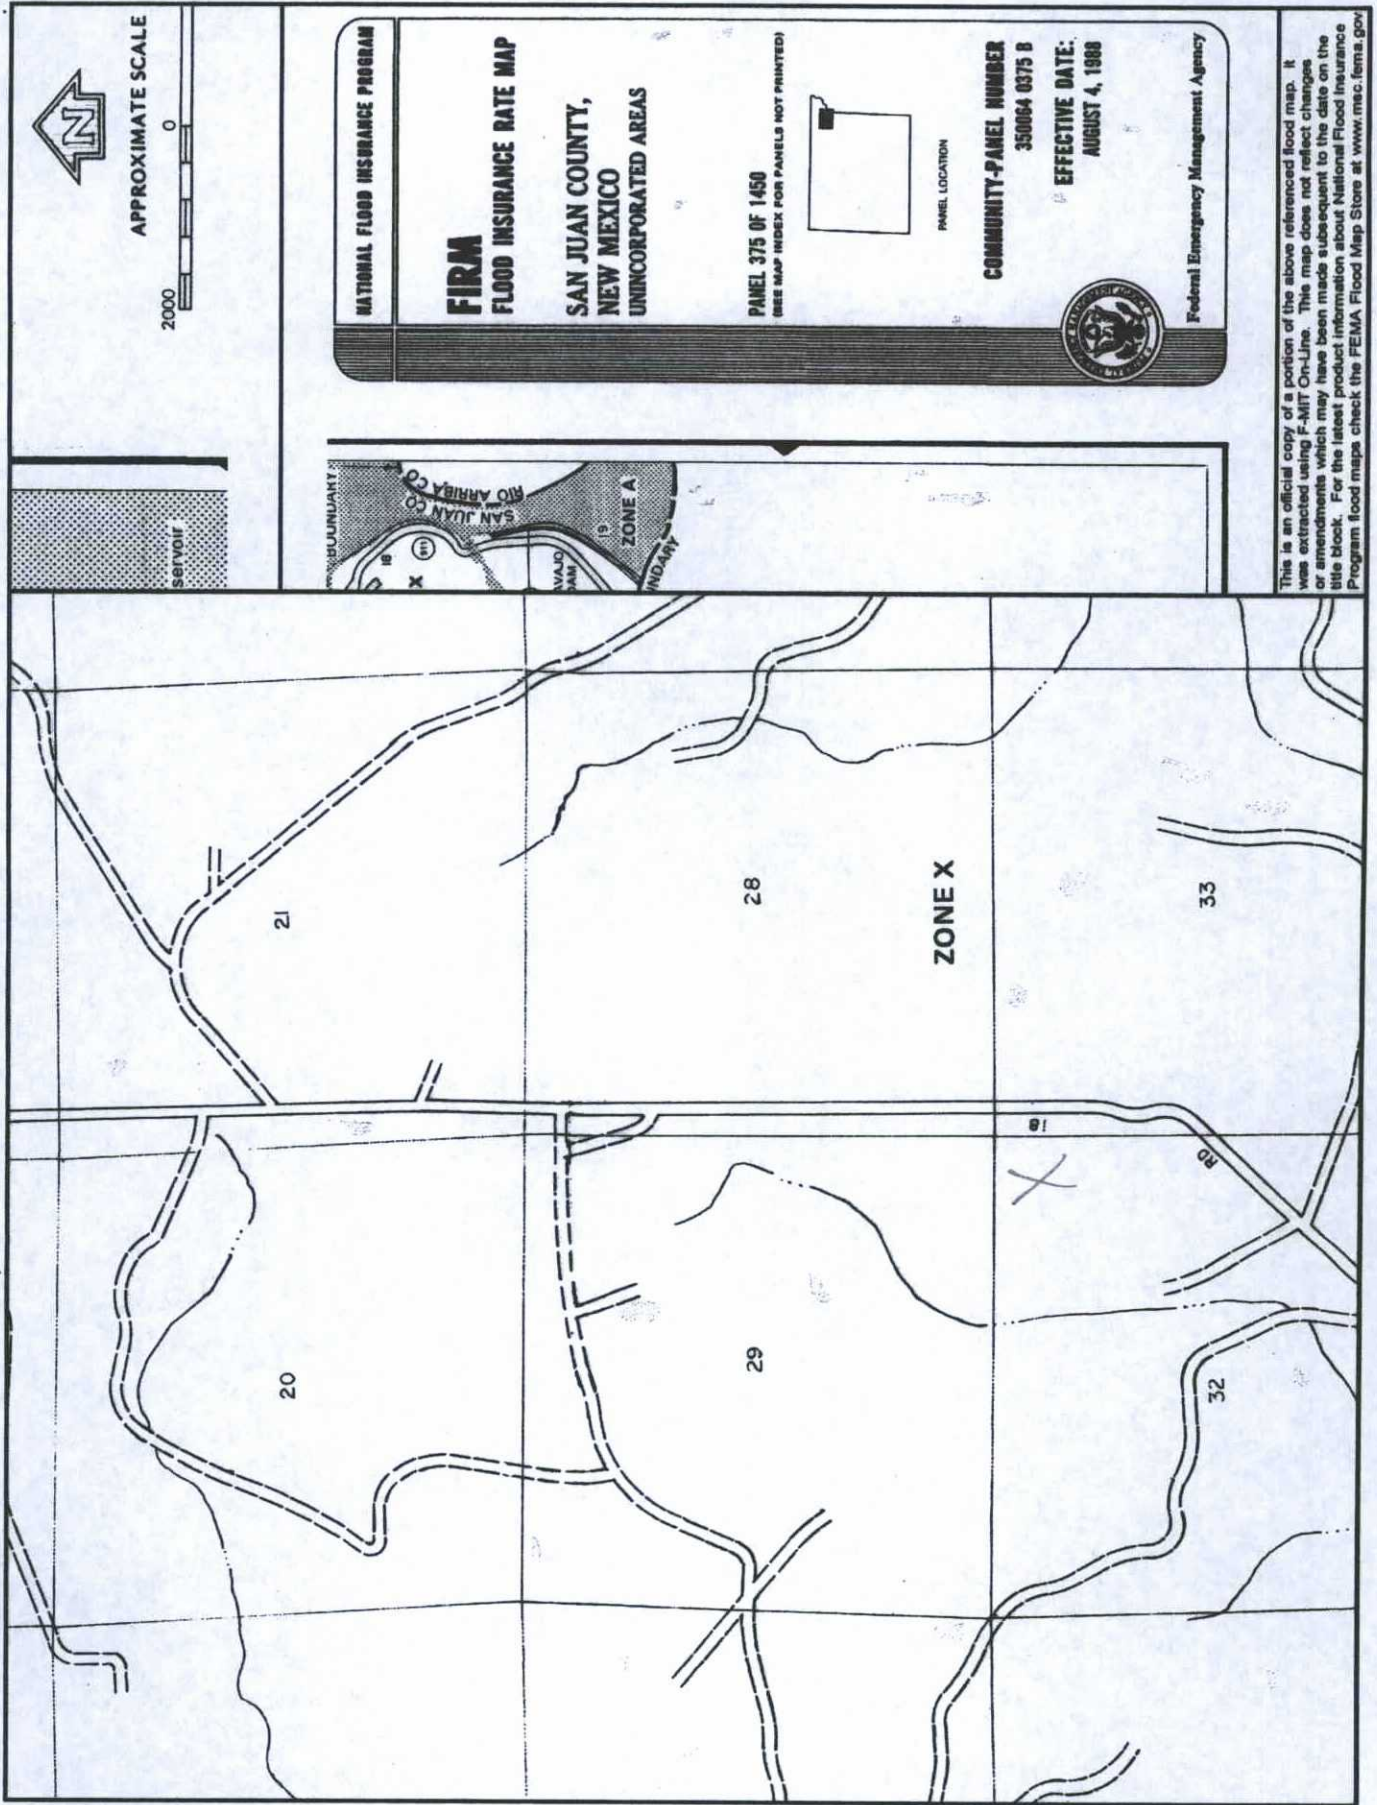 APPROXIMATE SCALE
2000 0
N
NATIONAL FLOOD INSURANCE PROGRAM
FIRM
FLOOD INSURANCE RATE MAP
SAN JUAN COUNTY,
NEW MEXICO
UNINCORPORATED AREAS
PANEL 375 OF 1450
(SEE MAP INDEX FOR PANELS NOT PRINTED)
PANEL LOCATION
COMMUNITY-PANEL NUMBER
350064 0375 B
EFFECTIVE DATE:
AUGUST 4, 1988
Federal Emergency Management Agency
This is an official copy of a portion of the above referenced flood map. It
was extracted using F-MIT On-Line. This map does not reflect changes
or amendments which may have been made subsequent to the date on the
title block. For the latest product information about National Flood Insurance
Program flood maps check the FEMA Flood Map Store at www.msc.fema.gov
servoir
BOUNDARY
SAN JUAN CO
RIO ARRIBA CO
18
911
X
AVAJO
DAM
19
ZONE A
NDARY
21
28
ZONE X
33
20
29
32
18
RD
X